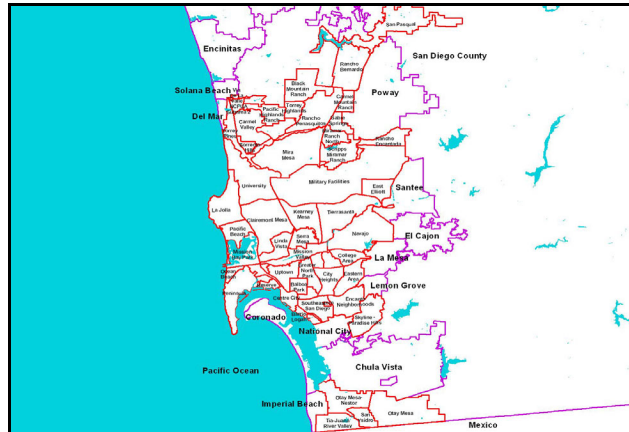 San Pasqual
Encinitas
San Diego County
Rancho
Bernardo
Black
Mountain
Ranch
Solana Beach
Poway
Carmel
Mountain
Ranch
Pacific
Highlands
Ranch
Torrey
Highlands
Del Mar
Rancho
Penasquitos
Sabre
Springs
Carmel
Valley
Rancho
Encantada
Scripps
Miramar
Ranch
Mira
Mesa
University
Military Facilities
East
Elliott
Santee
La Jolla
Clairemont Mesa
Kearney
Mesa
Tierrasanta
Pacific
Beach
Navajo
El Cajon
Linda
Vista
Serra
Mesa
Mission
Valley
College
Area
La Mesa
Ocean
Beach
Uptown
Greater
North
Park
City
Heights
Eastern
Area
Lemon Grove
Peninsula
Balboa
Park
Centre City
Southeastern
San Diego
Encanto
Neighborhoods
Coronado
Skyline -
Paradise Hills
National City
Pacific Ocean
Chula Vista
Imperial Beach
Otay Mesa-
Nestor
Tia Juana
River Valley
San
Ysidro
Otay Mesa
Mexico